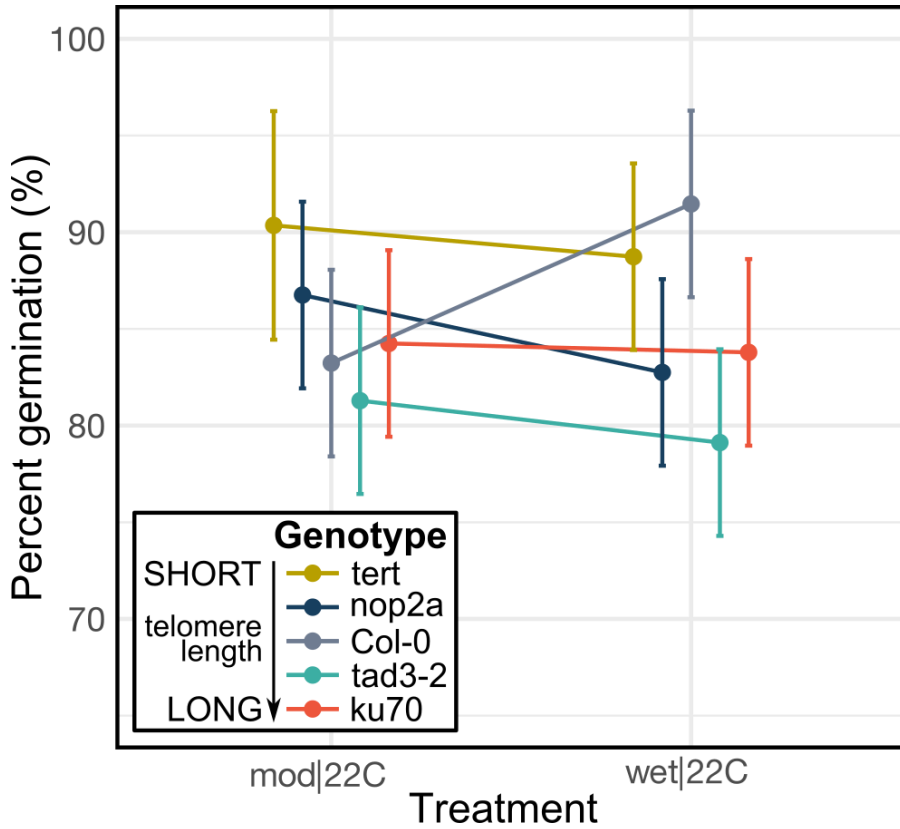 100
90
80
70
Percent germination (%)
Genotype
SHORT
telomere
length
LONG
tert
nop2a
Col-0
tad3-2
ku70
mod|22C
wet|22C
Treatment